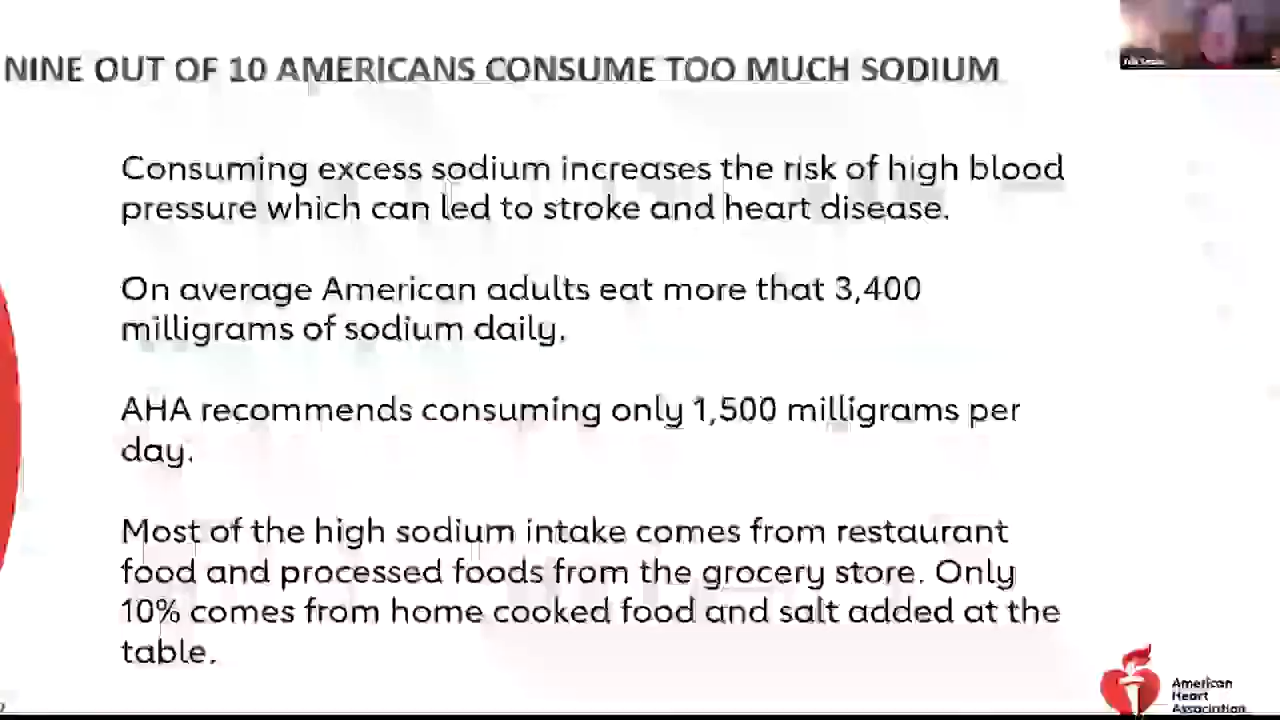 NINE OUT OF 10 AMERICANS CONSUME TOO MUCH SODIUM
Consuming excess sodium increases the risk of high blood
pressure which can led to stroke and heart disease.
On average American adults eat more that 3,400
milligrams of sodium daily.
AHA recommends consuming only 1,500 milligrams per
day.
Most of the high sodium intake comes from restaurant
food and processed foods from the grocery store. Only
10% comes from home cooked food and salt added at the
table.
American
Heart
Association